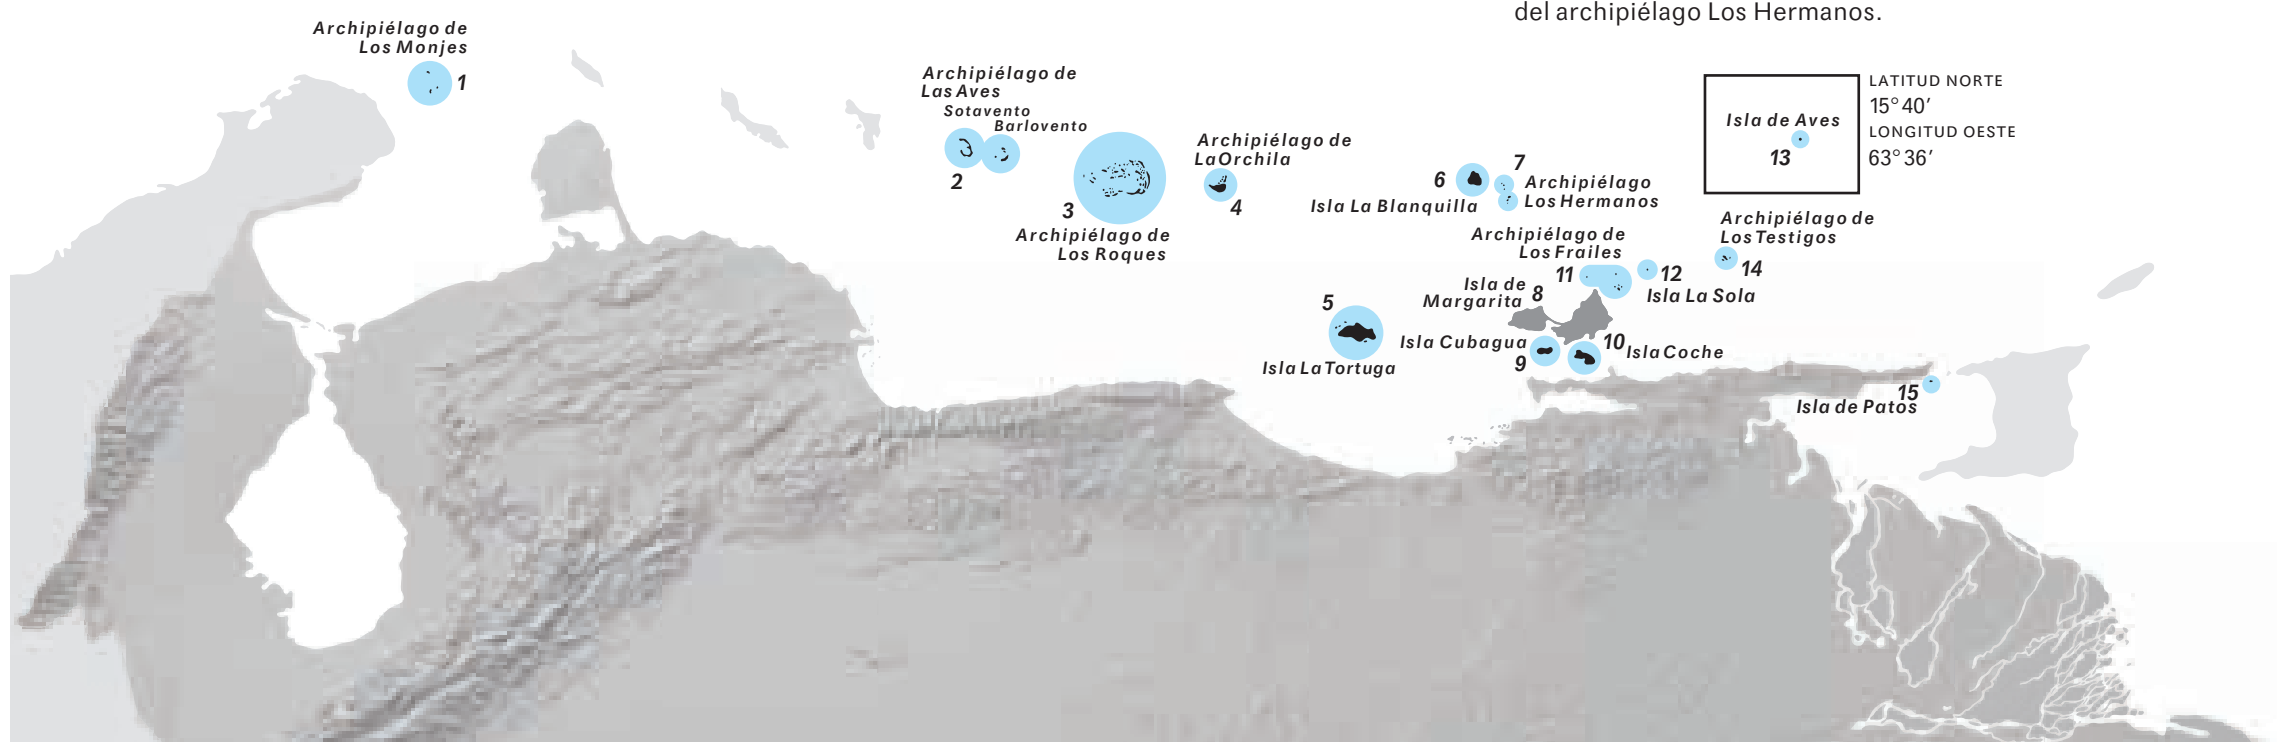 del archipiélago Los Hermanos.
Archipiélago de
Los Monjes
1
Archipiélago de
Las Aves
Sotavento
Barlovento
2
3
Archipiélago de
Los Roques
Archipiélago de
La Orchila
4
5
Isla La Tortuga
6
Isla La Blanquilla
7
Archipiélago
Los Hermanos
LATITUD NORTE
15° 40’
LONGITUD OESTE
63° 36’
Isla de Aves
13
Archipiélago de
Los Testigos
14
Archipiélago de
Los Frailes
11
12
Isla La Sola
Isla de
Margarita
8
Isla Cubagua
9
10
Isla Coche
15
Isla de Patos